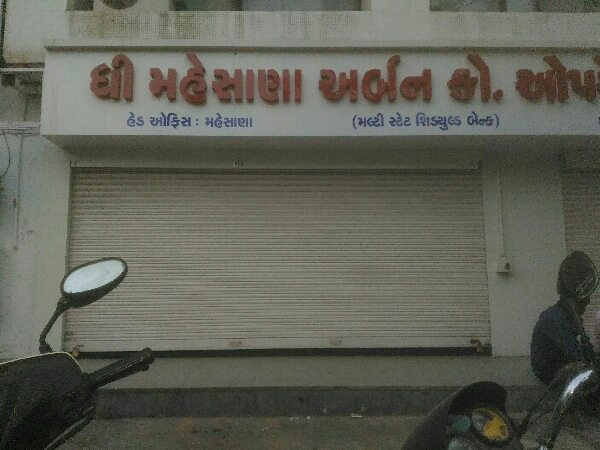 ધી મહેસાણા અર્બન કો. ઓપ
હેડ ઓફિસ : મહેસાણા (મલ્ટી સ્ટેટ શિડ્યુલ્ડ બેન્ક)